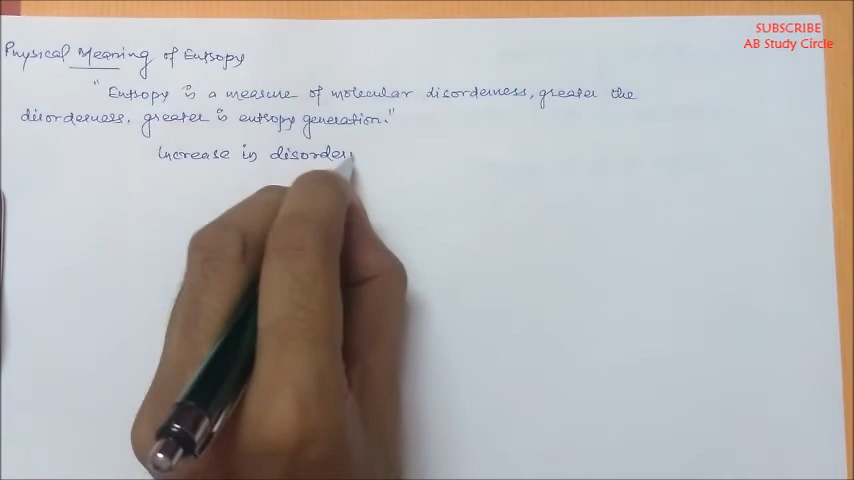 SUBSCRIBE
AB Study Circle
Physical Meaning of Entropy
"Entropy is a measure of molecular disorderness, greater the
disorderness, greater is entropy generation."
Increase in disorder